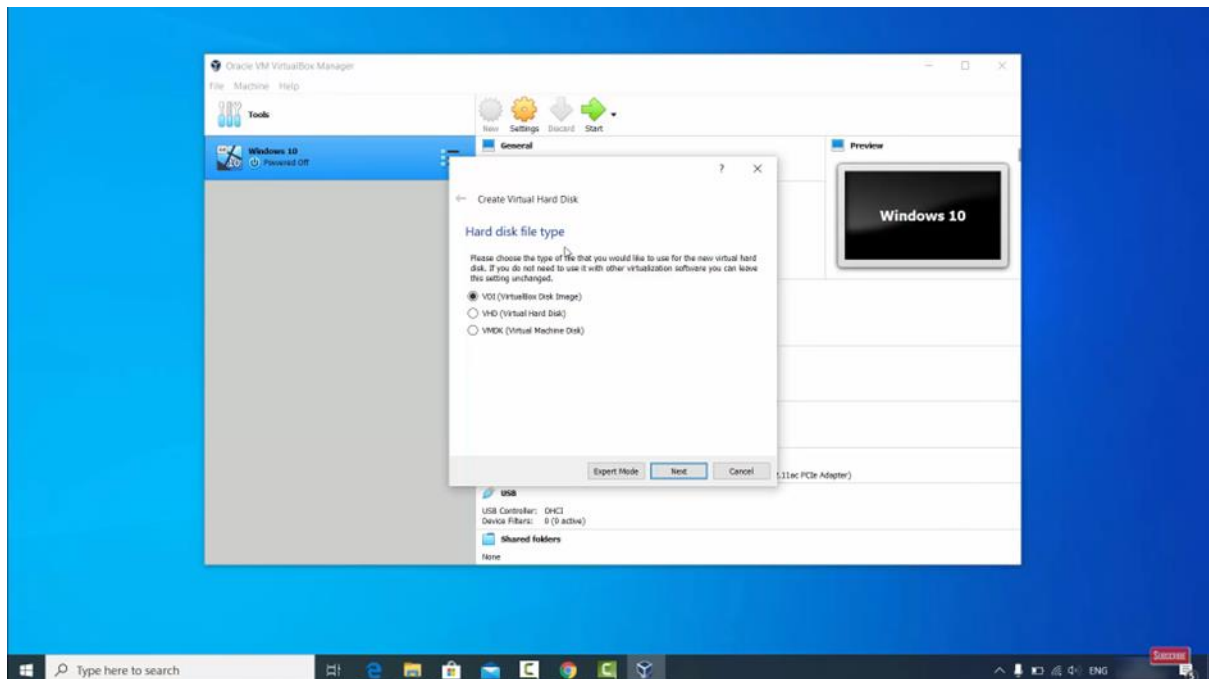 Oracle VM VirtualBox Manager
File Machine Help
Tools
New Settings Discard Start
Windows 10
Powered Off
General
Preview
Windows 10
?
Create Virtual Hard Disk
Hard disk file type
Please choose the type of file that you would like to use for the new virtual hard
disk. If you do not need to use it with other virtualization software you can leave
this setting unchanged.
VDI (VirtualBox Disk Image)
VHD (Virtual Hard Disk)
VMDK (Virtual Machine Disk)
Expert Mode Next Cancel
.11ac PCIe Adapter)
USB
USB Controller: OHCI
Device Filters: 0 (0 active)
Shared folders
None
Type here to search
ENG
SUBSCRIBE